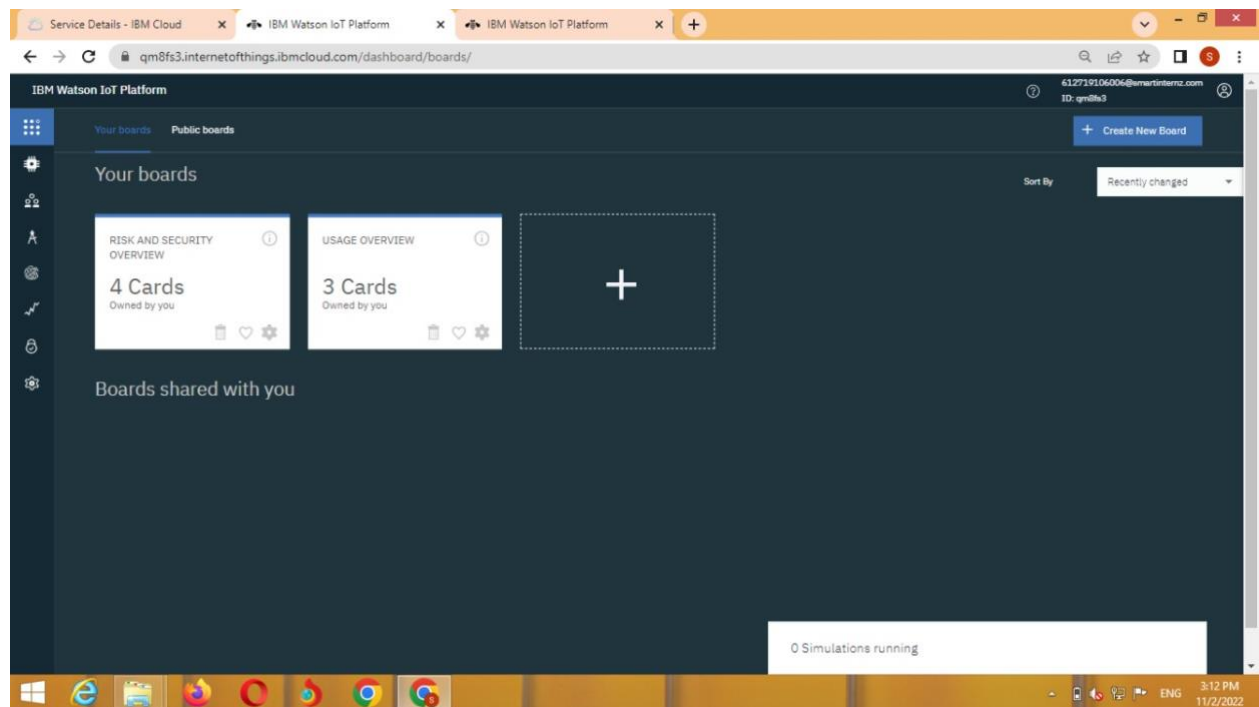 Service Details - IBM Cloud
IBM Watson IoT Platform
IBM Watson IoT Platform
qm8fs3.internetofthings.ibmcloud.com/dashboard/boards/
S
IBM Watson IoT Platform
612719106006@smartinternz.com
ID: qm8fs3
Your boards Public boards
+ Create New Board
Your boards
Sort By Recently changed
RISK AND SECURITY
OVERVIEW
4 Cards
Owned by you
USAGE OVERVIEW
3 Cards
Owned by you
Boards shared with you
0 Simulations running
ENG
3:12 PM
11/2/2022